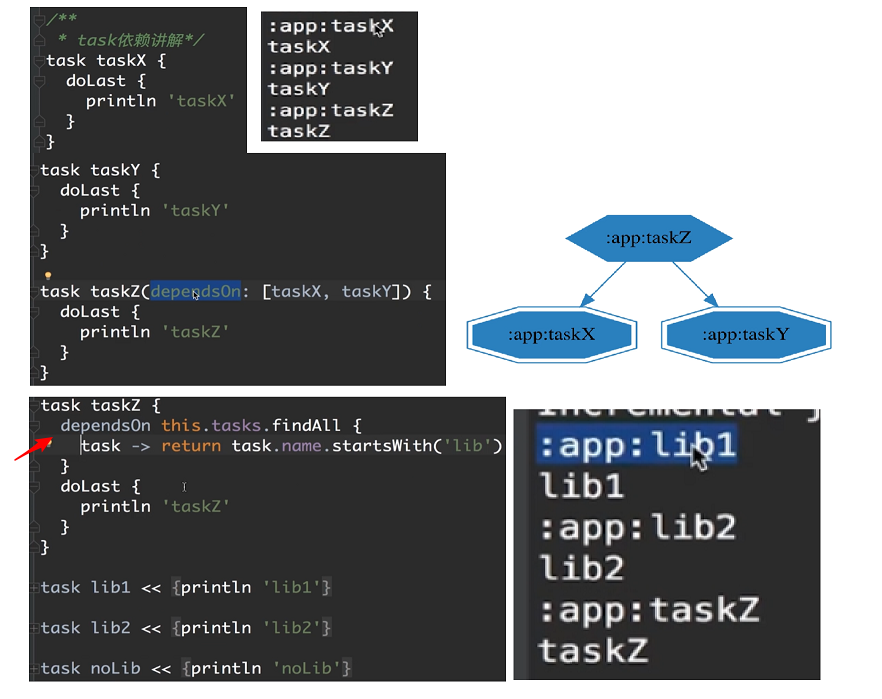 /**
* task依赖讲解*/
task taskX {
doLast {
println 'taskX'
}
}
:app:taskX
taskX
:app:taskY
taskY
:app:taskZ
taskZ
task taskY {
doLast {
println 'taskY'
}
}
task taskZ(dependsOn: [taskX, taskY]) {
doLast {
println 'taskZ'
}
}
:app:taskZ
:app:taskX
:app:taskY
task taskZ {
dependsOn this.tasks.findAll {
task -> return task.name.startsWith('lib')
}
doLast {
println 'taskZ'
}
}
task lib1 << {println 'lib1'}
task lib2 << {println 'lib2'}
task noLib << {println 'noLib'}
:app:lib1
lib1
:app:lib2
lib2
:app:taskZ
taskZ